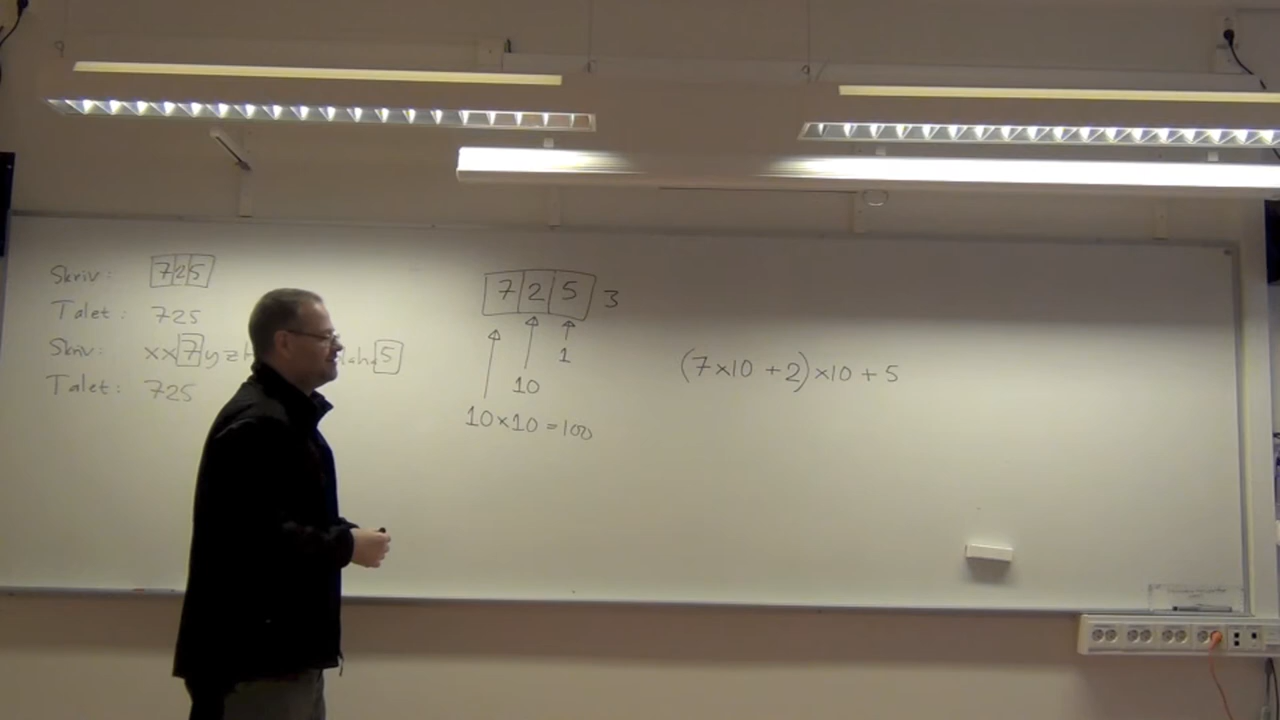 Skriv: 725
Talet: 725
Skriv: xx7yz 5
Talet: 725
725 3
1
10
10×10=100
(7×10+2)×10+5